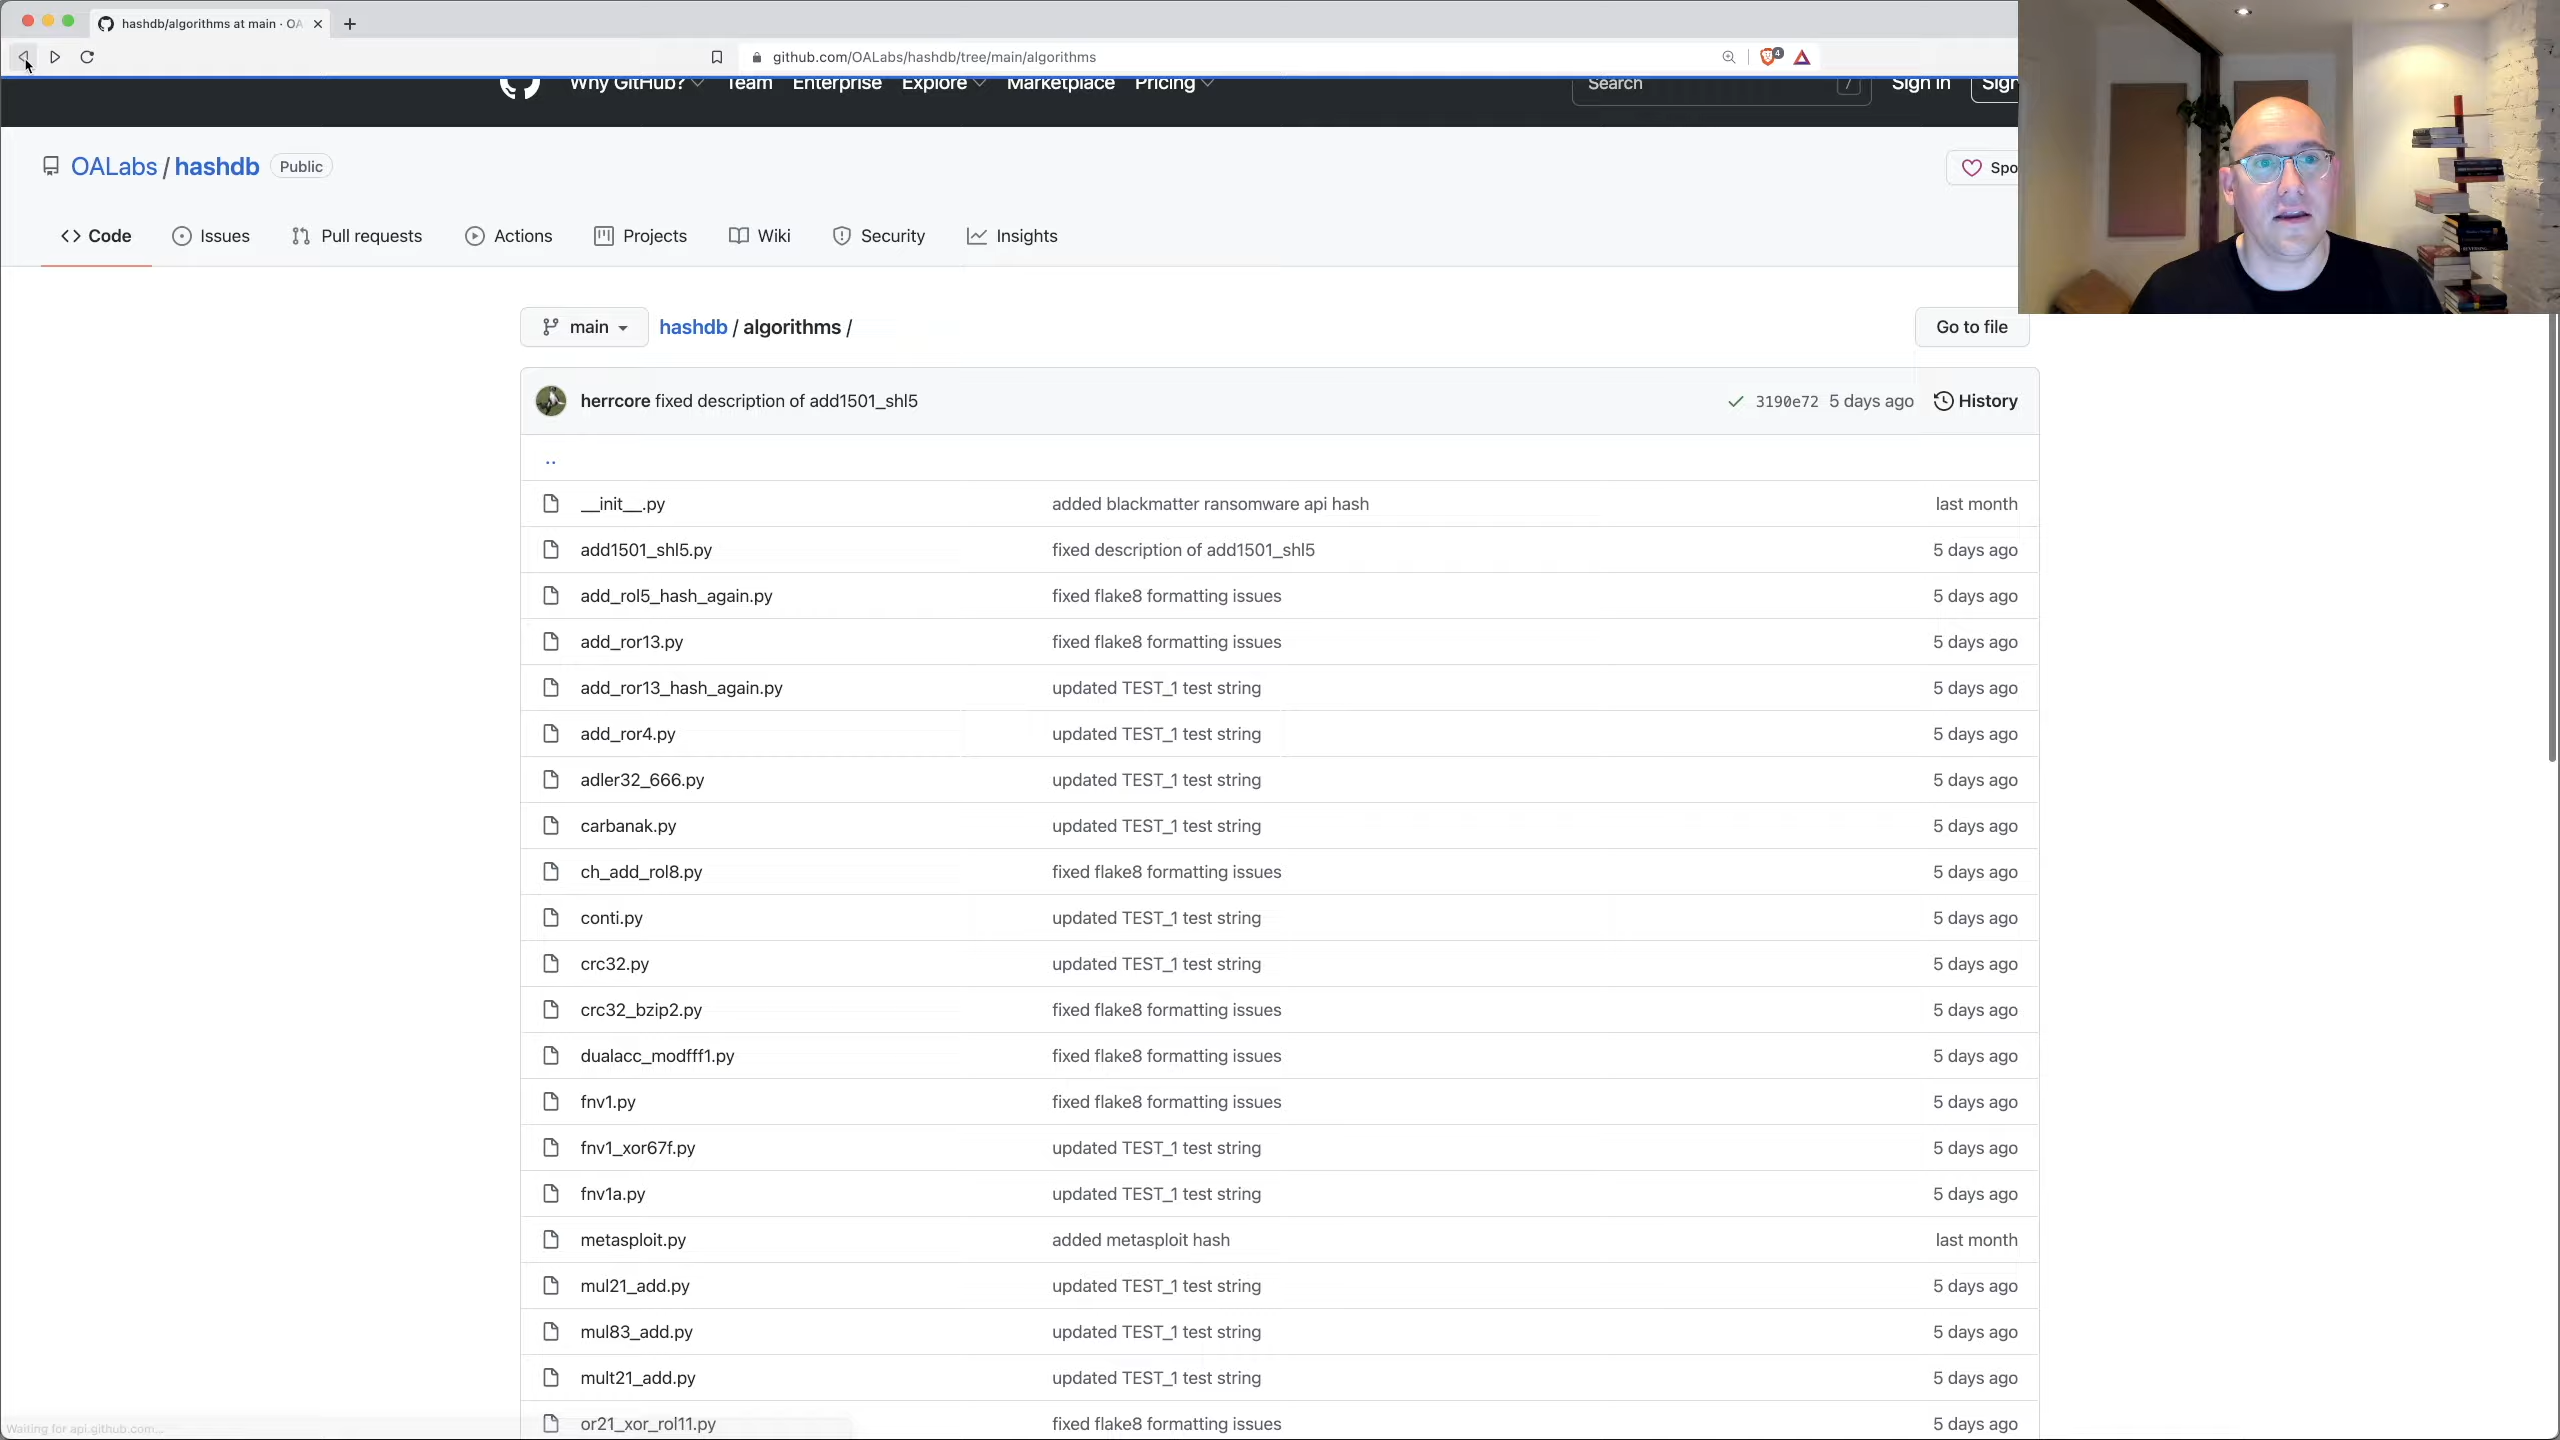 hashdb/algorithms at main · OA
github.com/OALabs/hashdb/tree/main/algorithms
4
Why GitHub? Team Enterprise Explore Marketplace Pricing Search / Sign in Sign
OALabs / hashdb Public
Spo
Code Issues Pull requests Actions Projects Wiki Security Insights
main hashdb / algorithms / Go to file
herrcore fixed description of add1501_shl5 3190e72 5 days ago History
..
__init__.py added blackmatter ransomware api hash last month
add1501_shl5.py fixed description of add1501_shl5 5 days ago
add_rol5_hash_again.py fixed flake8 formatting issues 5 days ago
add_ror13.py fixed flake8 formatting issues 5 days ago
add_ror13_hash_again.py updated TEST_1 test string 5 days ago
add_ror4.py updated TEST_1 test string 5 days ago
adler32_666.py updated TEST_1 test string 5 days ago
carbanak.py updated TEST_1 test string 5 days ago
ch_add_rol8.py fixed flake8 formatting issues 5 days ago
conti.py updated TEST_1 test string 5 days ago
crc32.py updated TEST_1 test string 5 days ago
crc32_bzip2.py fixed flake8 formatting issues 5 days ago
dualacc_modfff1.py fixed flake8 formatting issues 5 days ago
fnv1.py fixed flake8 formatting issues 5 days ago
fnv1_xor67f.py updated TEST_1 test string 5 days ago
fnv1a.py updated TEST_1 test string 5 days ago
metasploit.py added metasploit hash last month
mul21_add.py updated TEST_1 test string 5 days ago
mul83_add.py updated TEST_1 test string 5 days ago
mult21_add.py updated TEST_1 test string 5 days ago
or21_xor_rol11.py fixed flake8 formatting issues 5 days ago
Waiting for api.github.com...